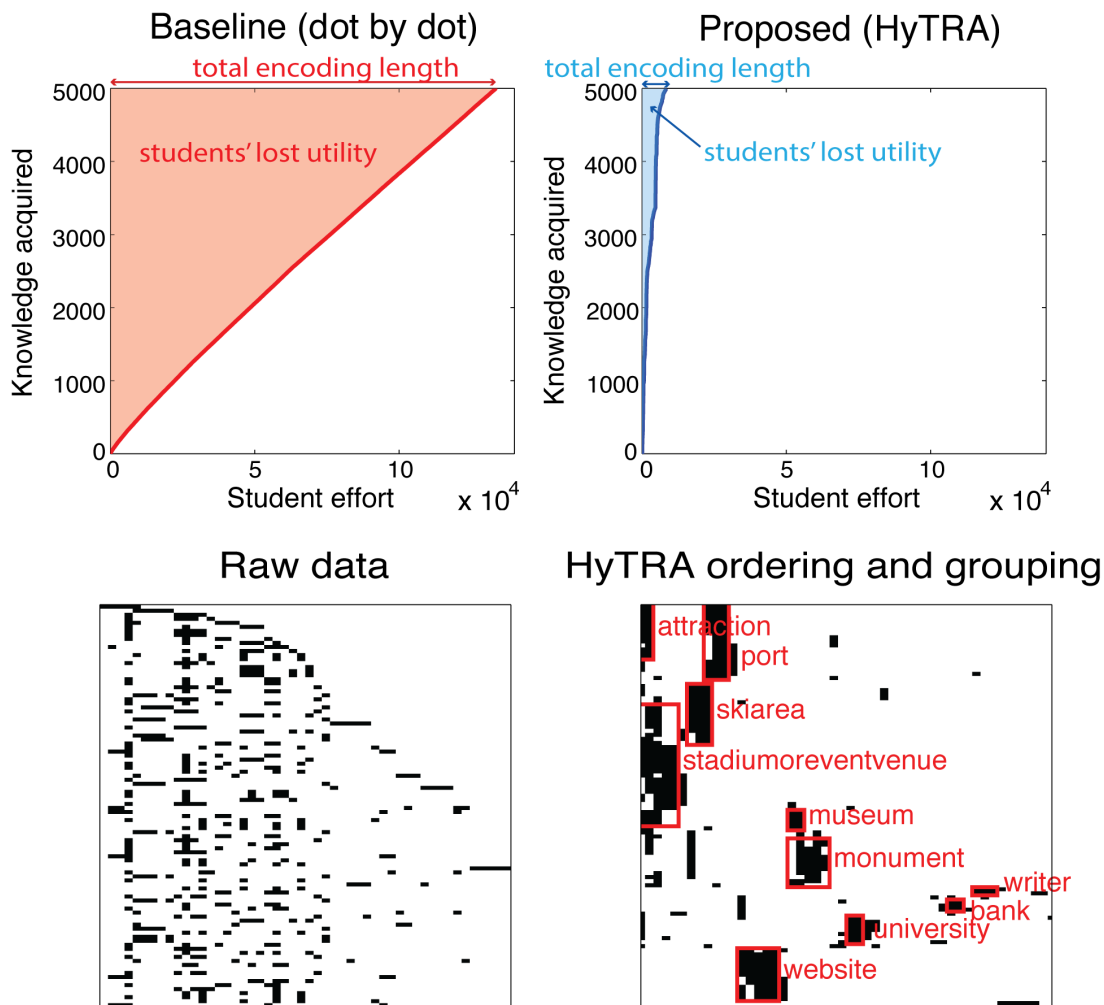 Baseline (dot by dot)
total encoding length
5000
4000
3000
2000
1000
0
Knowledge acquired
students' lost utility
0
5
10
Student effort
x 10^4
Proposed (HyTRA)
total encoding length
5000
4000
3000
2000
1000
0
Knowledge acquired
students' lost utility
0
5
10
Student effort
x 10^4
Raw data
HyTRA ordering and grouping
attraction
port
skiarea
stadiumoreventvenue
museum
monument
writer
bank
university
website